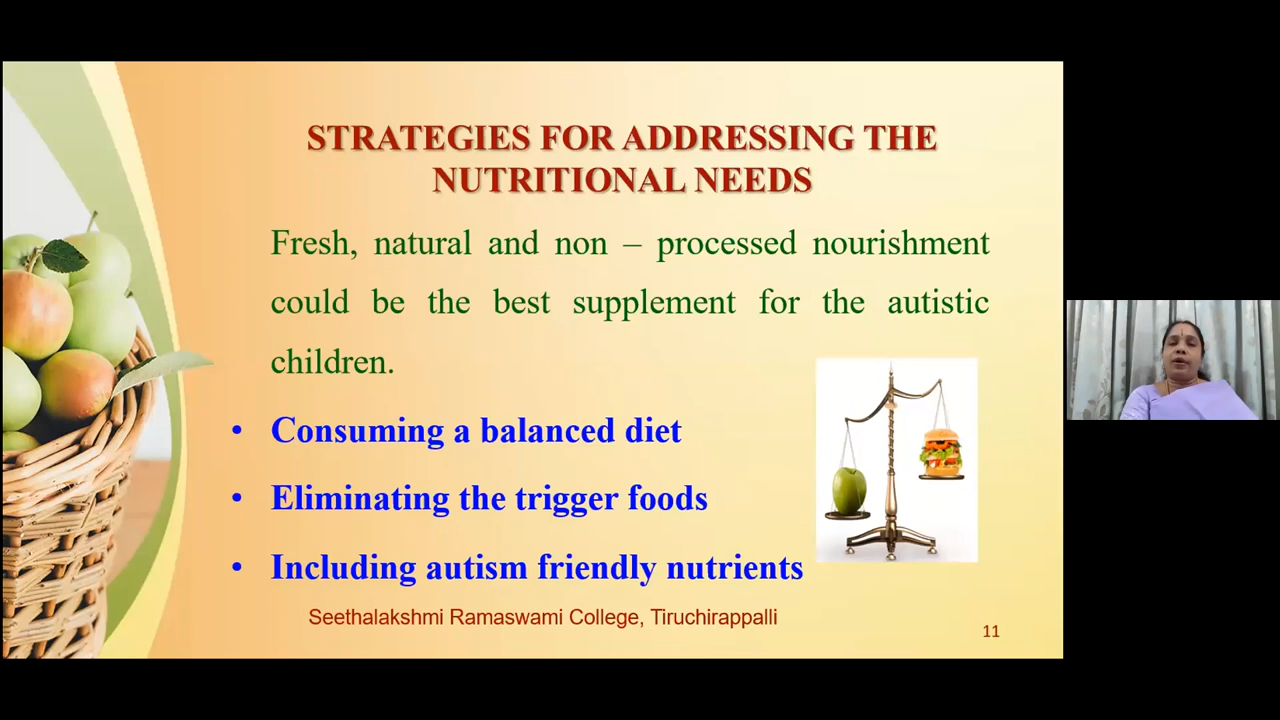 STRATEGIES FOR ADDRESSING THE
NUTRITIONAL NEEDS
Fresh, natural and non – processed nourishment
could be the best supplement for the autistic
children.
• Consuming a balanced diet
• Eliminating the trigger foods
• Including autism friendly nutrients
Seethalakshmi Ramaswami College, Tiruchirappalli
11